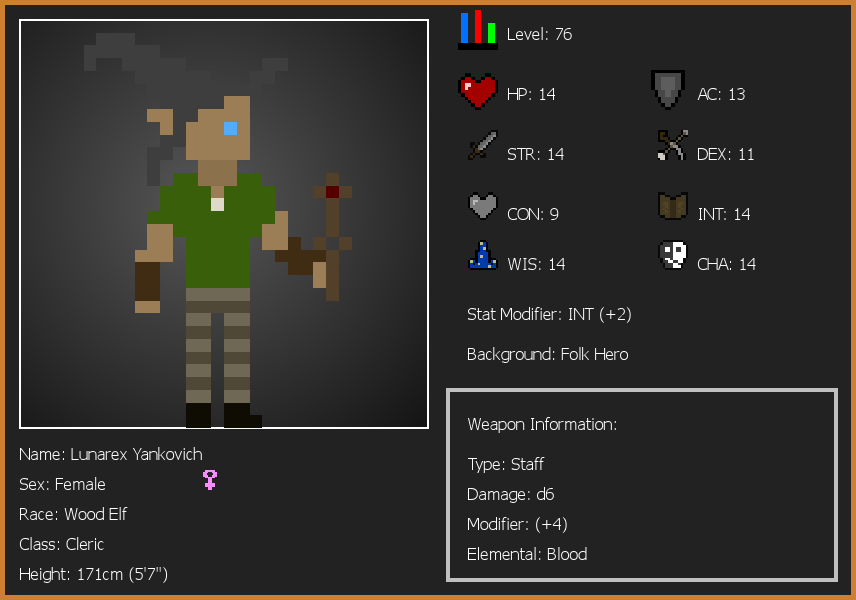 Level: 76
HP: 14
AC: 13
STR: 14
DEX: 11
CON: 9
INT: 14
WIS: 14
CHA: 14
Stat Modifier: INT (+2)
Background: Folk Hero
Weapon Information:
Type: Staff
Damage: d6
Modifier: (+4)
Elemental: Blood
Name: Lunarex Yankovich
Sex: Female
Race: Wood Elf
Class: Cleric
Height: 171cm (5'7")